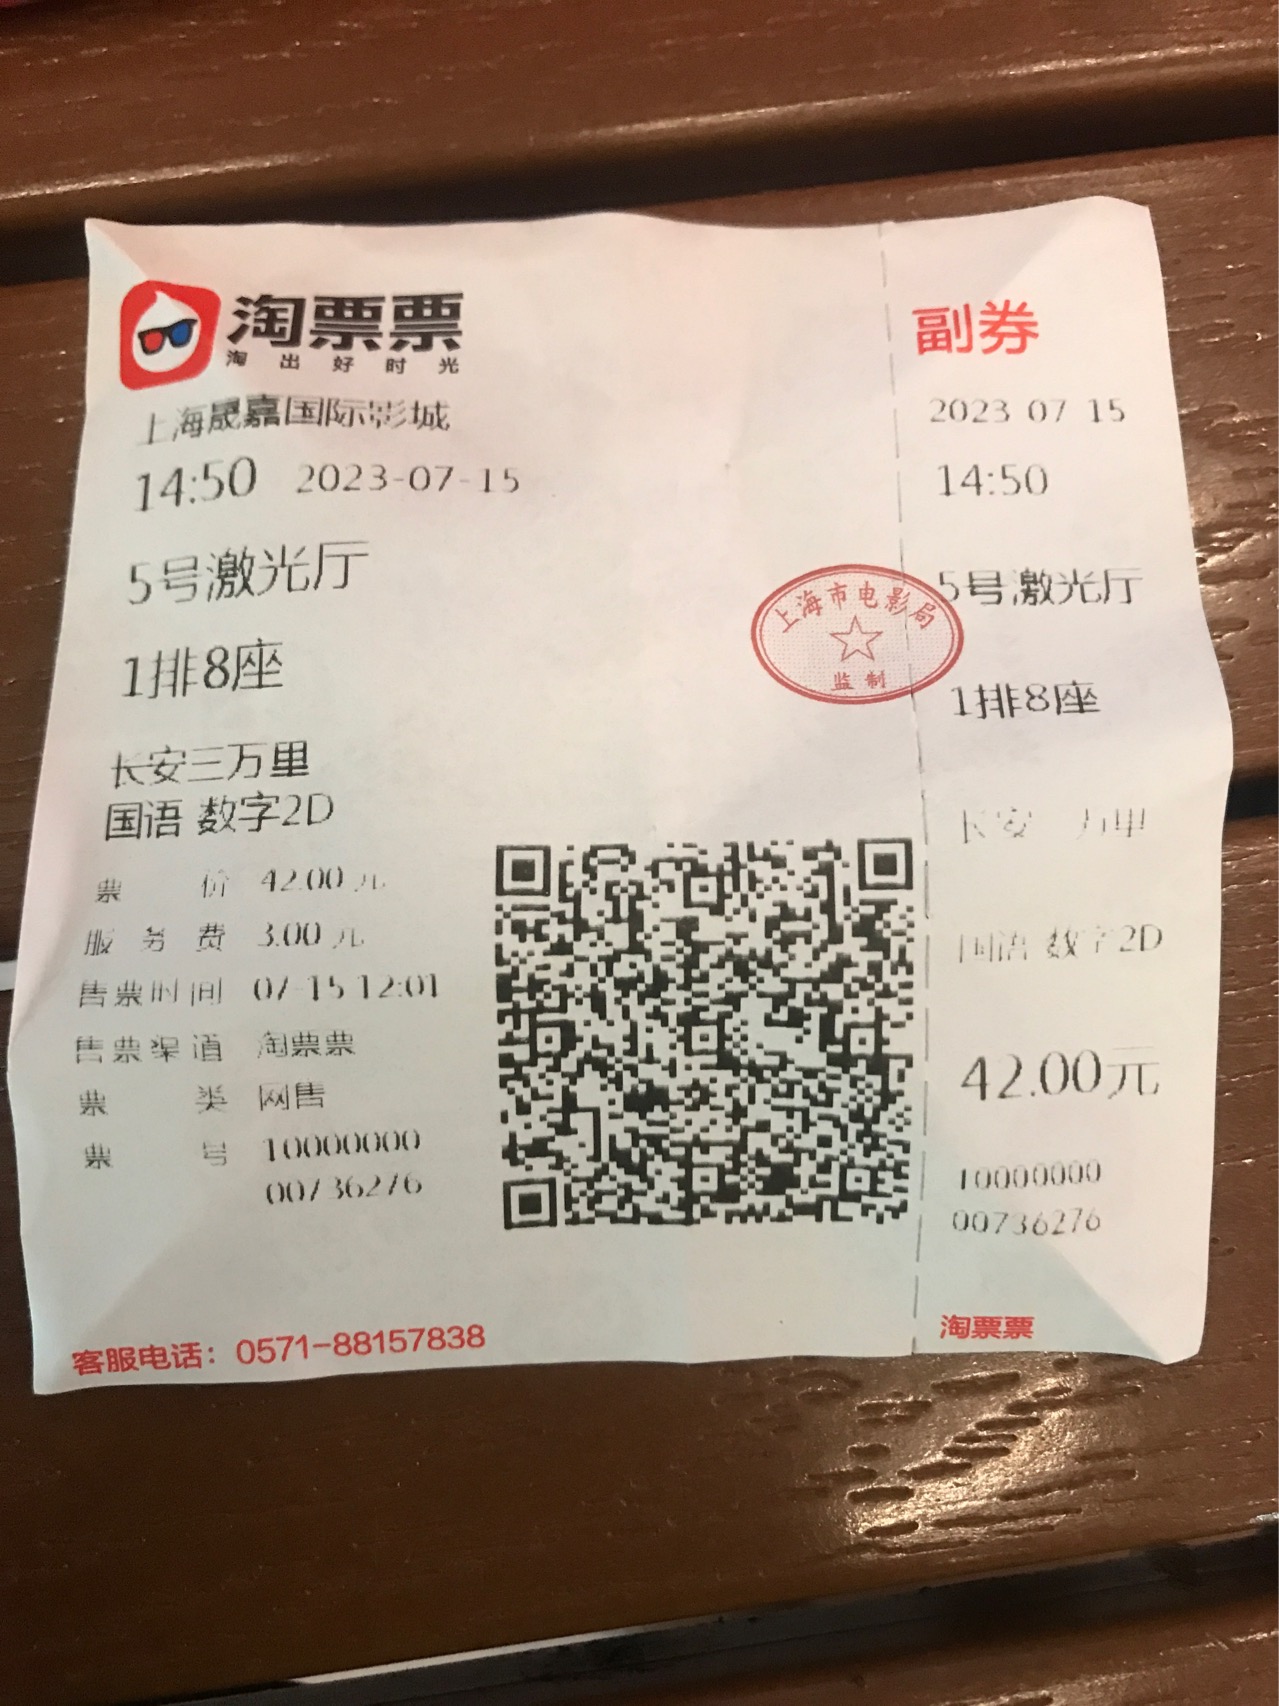 淘票票
淘出好时光
上海晟嘉国际影城
14:50 2023-07-15
5号激光厅
1排8座
长安三万里
国语 数字2D
票价 42.00元
服务费 3.00元
售票时间 07-15 12:01
售票渠道 淘票票
票类 网售
票号 10000000
00736276
客服电话：0571-88157838
上海市电影局
监制
副券
2023 07 15
14:50
5号激光厅
1排8座
长安三万里
国语 数字2D
42.00元
10000000
00736276
淘票票